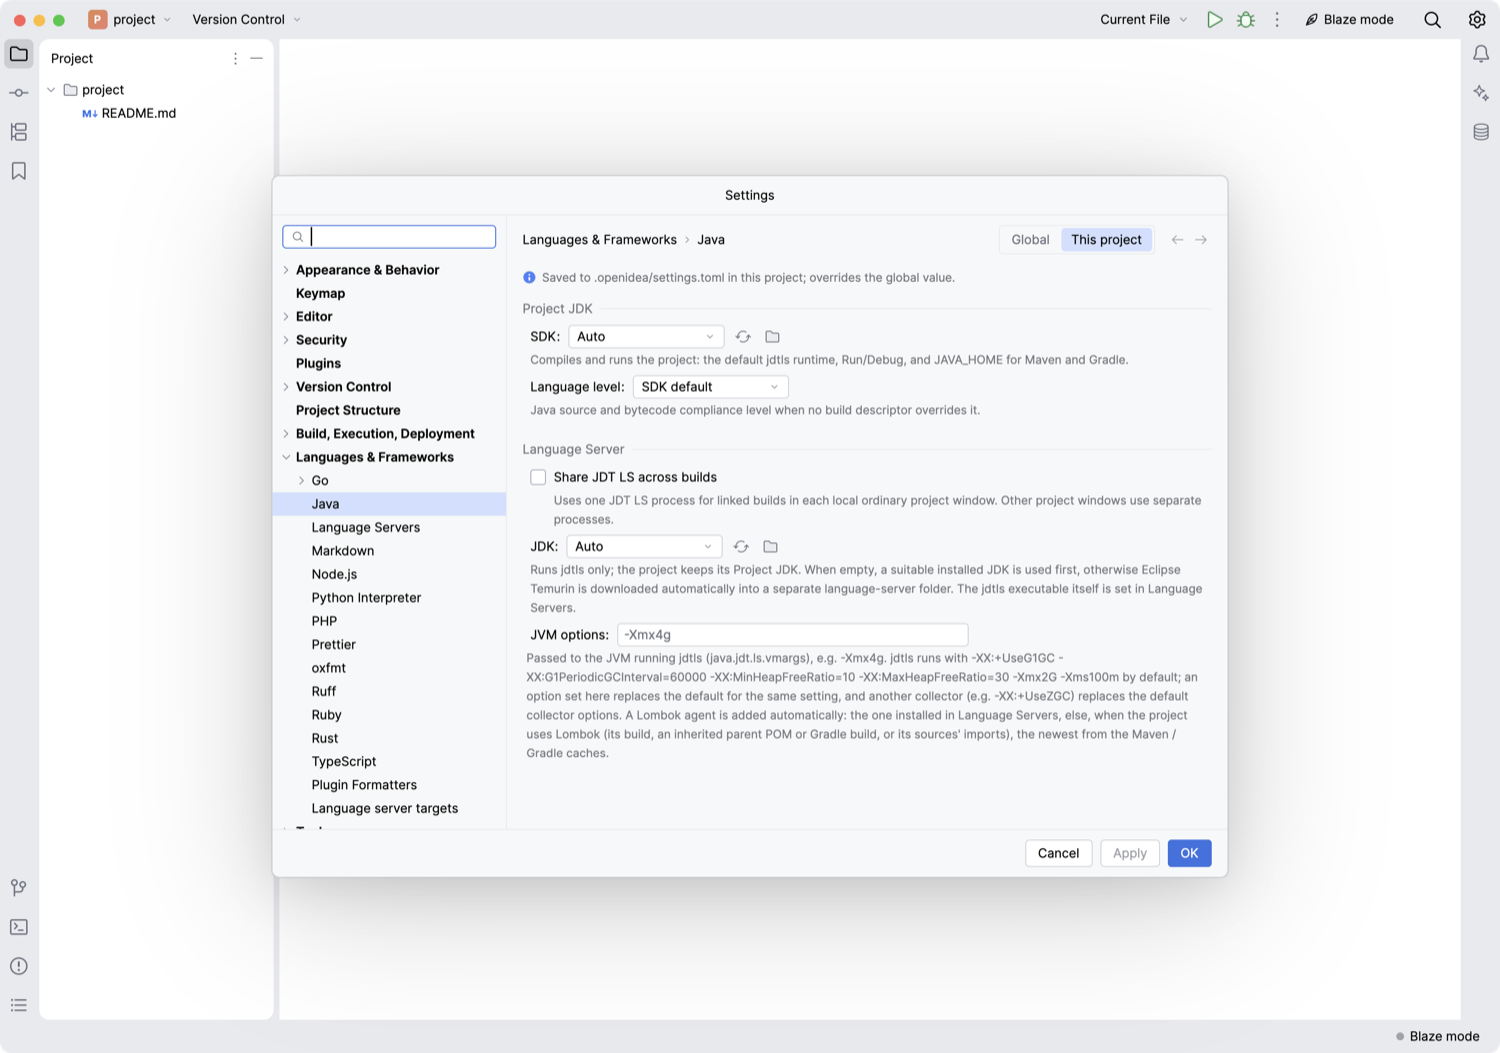 P project Version Control Current File Blaze mode
Project
project
M↓ README.md
Settings
Languages & Frameworks › Java Global This project
Saved to .openidea/settings.toml in this project; overrides the global value.
Appearance & Behavior
Keymap
Editor
Security
Plugins
Version Control
Project Structure
Build, Execution, Deployment
Languages & Frameworks
Go
Java
Language Servers
Markdown
Node.js
Python Interpreter
PHP
Prettier
oxfmt
Ruff
Ruby
Rust
TypeScript
Plugin Formatters
Language server targets
Project JDK
SDK: Auto
Compiles and runs the project: the default jdtls runtime, Run/Debug, and JAVA_HOME for Maven and Gradle.
Language level: SDK default
Java source and bytecode compliance level when no build descriptor overrides it.
Language Server
Share JDT LS across builds
Uses one JDT LS process for linked builds in each local ordinary project window. Other project windows use separate
processes.
JDK: Auto
Runs jdtls only; the project keeps its Project JDK. When empty, a suitable installed JDK is used first, otherwise Eclipse
Temurin is downloaded automatically into a separate language-server folder. The jdtls executable itself is set in Language
Servers.
JVM options: -Xmx4g
Passed to the JVM running jdtls (java.jdt.ls.vmargs), e.g. -Xmx4g. jdtls runs with -XX:+UseG1GC -
XX:G1PeriodicGCInterval=60000 -XX:MinHeapFreeRatio=10 -XX:MaxHeapFreeRatio=30 -Xmx2G -Xms100m by default; an
option set here replaces the default for the same setting, and another collector (e.g. -XX:+UseZGC) replaces the default
collector options. A Lombok agent is added automatically: the one installed in Language Servers, else, when the project
uses Lombok (its build, an inherited parent POM or Gradle build, or its sources' imports), the newest from the Maven /
Gradle caches.
Cancel Apply OK
Blaze mode